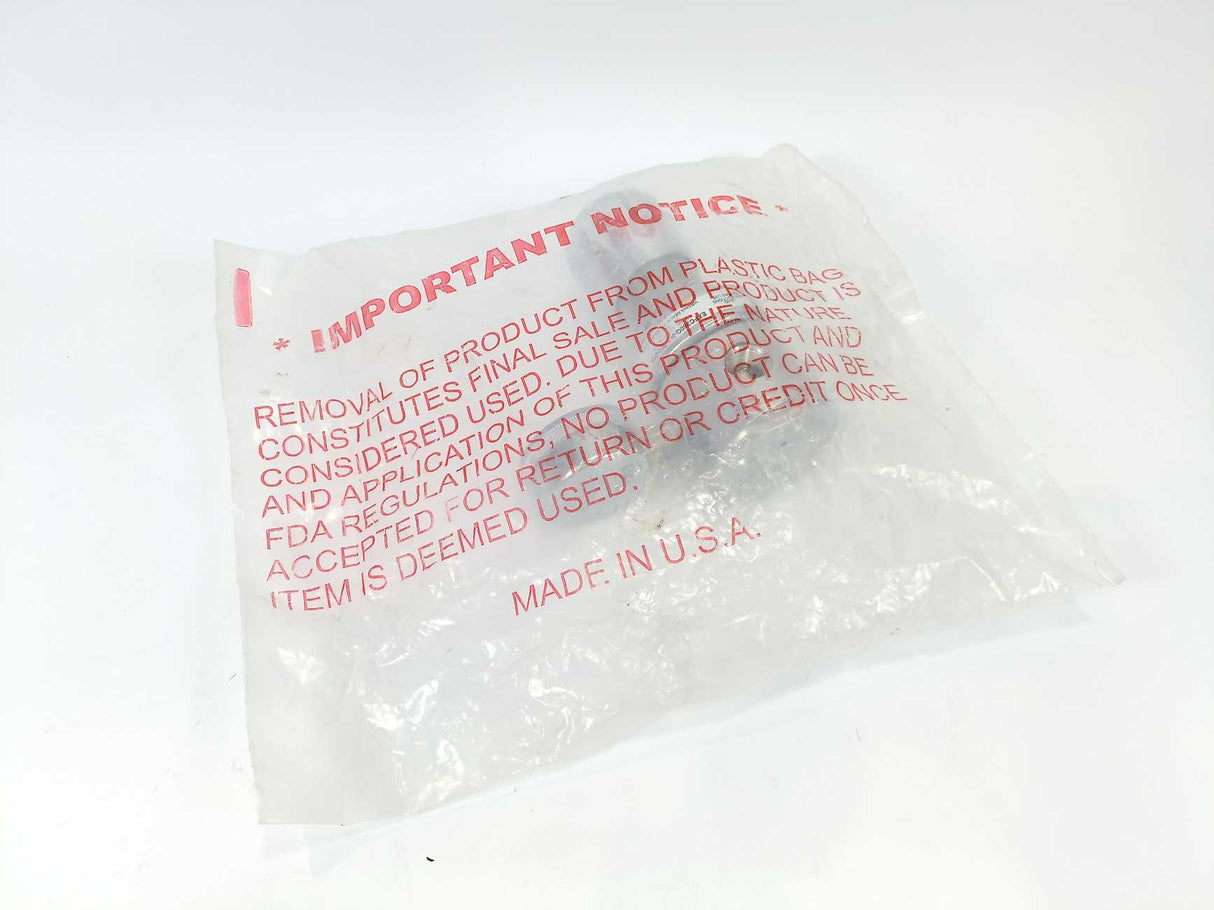 * IMPORTANT NOTICE *
REMOVAL OF PRODUCT FROM PLASTIC BAG
CONSTITUTES FINAL SALE AND PRODUCT IS
CONSIDERED USED. DUE TO THE NATURE
AND APPLICATION OF THIS PRODUCT AND
FDA REGULATIONS, NO PRODUCT CAN BE
ACCEPTED FOR RETURN OR CREDIT ONCE
ITEM IS DEEMED USED.
MADE IN U.S.A.